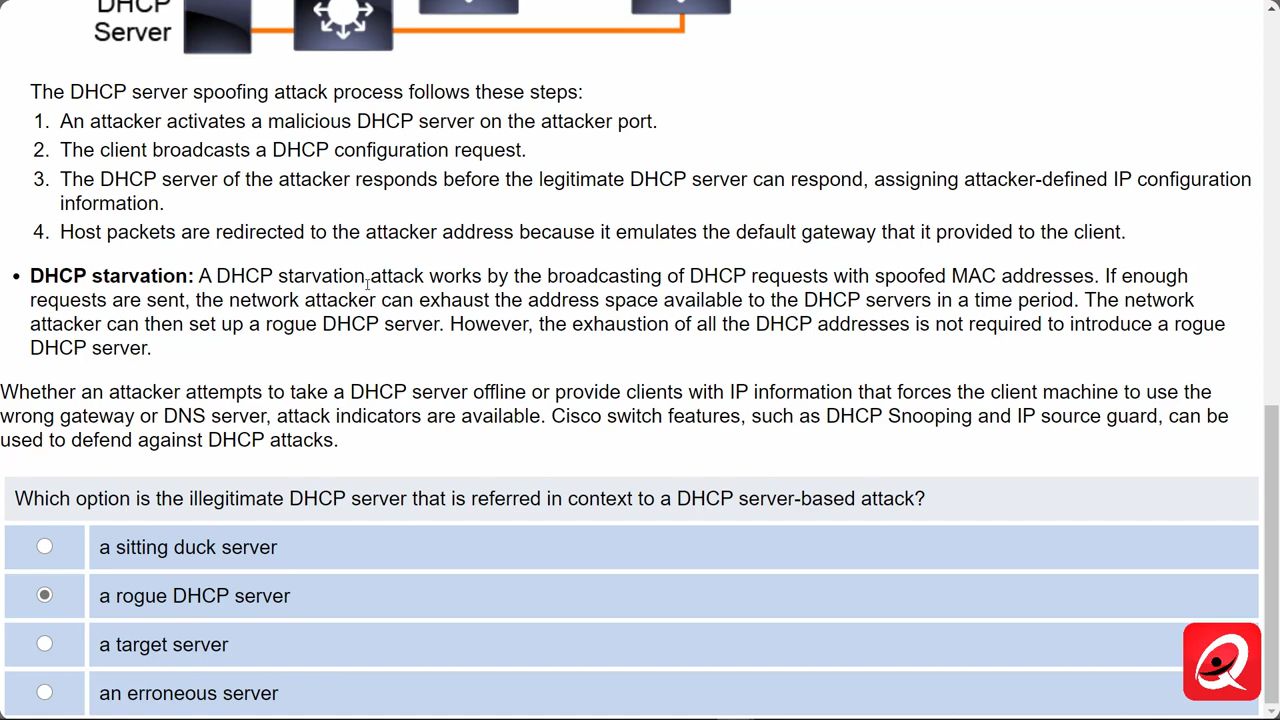 DHCP
Server
The DHCP server spoofing attack process follows these steps:
1. An attacker activates a malicious DHCP server on the attacker port.
2. The client broadcasts a DHCP configuration request.
3. The DHCP server of the attacker responds before the legitimate DHCP server can respond, assigning attacker-defined IP configuration
information.
4. Host packets are redirected to the attacker address because it emulates the default gateway that it provided to the client.
• DHCP starvation: A DHCP starvation attack works by the broadcasting of DHCP requests with spoofed MAC addresses. If enough
requests are sent, the network attacker can exhaust the address space available to the DHCP servers in a time period. The network
attacker can then set up a rogue DHCP server. However, the exhaustion of all the DHCP addresses is not required to introduce a rogue
DHCP server.
Whether an attacker attempts to take a DHCP server offline or provide clients with IP information that forces the client machine to use the
wrong gateway or DNS server, attack indicators are available. Cisco switch features, such as DHCP Snooping and IP source guard, can be
used to defend against DHCP attacks.
Which option is the illegitimate DHCP server that is referred in context to a DHCP server-based attack?
a sitting duck server
a rogue DHCP server
a target server
an erroneous server